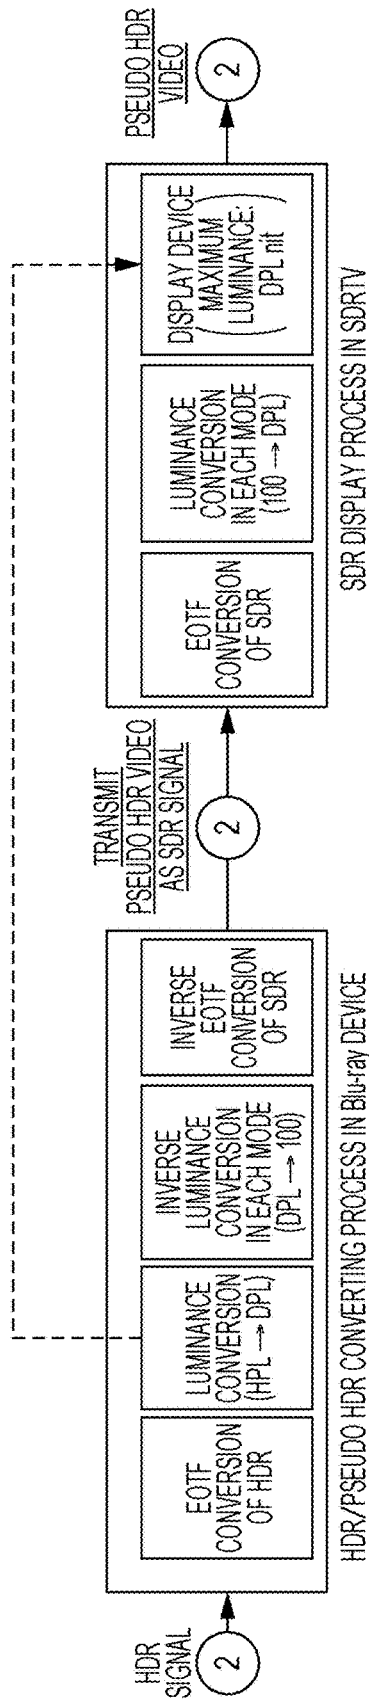 HDR
SIGNAL
2
EOTF
CONVERSION
OF HDR
LUMINANCE
CONVERSION
(HPL → DPL)
INVERSE
LUMINANCE
CONVERSION
IN EACH MODE
(DPL → 100)
INVERSE
EOTF
CONVERSION
OF SDR
HDR/PSEUDO HDR CONVERTING PROCESS IN Blu-ray DEVICE
TRANSMIT
PSEUDO HDR VIDEO
AS SDR SIGNAL
2
EOTF
CONVERSION
OF SDR
LUMINANCE
CONVERSION
IN EACH MODE
(100 → DPL)
DISPLAY DEVICE
(MAXIMUM
LUMINANCE:
DPL nit)
SDR DISPLAY PROCESS IN SDRTV
PSEUDO HDR
VIDEO
2